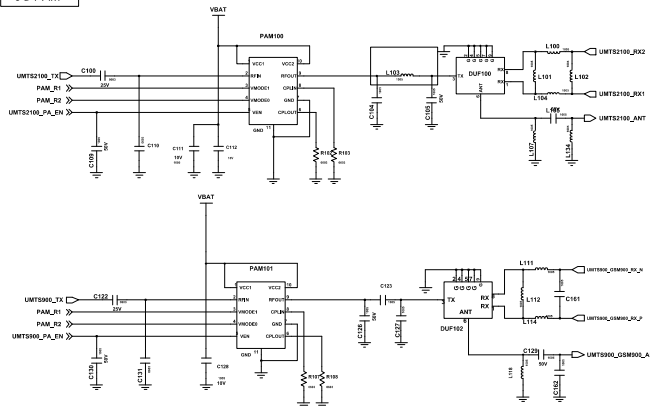 VBAT
PAM100
UMTS2100_TX
C100
25V
PAM_R1
PAM_R2
UMTS2100_PA_EN
VCC1
VCC2
RFIN
RFOUT
VMODE1
CPLIN
VMODE0
GND
VEN
CPLOUT
GND
11
C109
50V
C110
C111
10V
C112
R103
L103
C104
C105
50V
TX
DUF100
RX
RX
ANT
L100
L101
L102
L104
UMTS2100_RX2
UMTS2100_RX1
UMTS2100_ANT
L107
L134
VBAT
PAM101
UMTS900_TX
C122
25V
PAM_R1
PAM_R2
UMTS900_PA_EN
VCC1
VCC2
RFIN
RFOUT
VMODE1
CPLIN
VMODE0
GND
VEN
CPLOUT
GND
11
C130
50V
C131
C128
10V
R107
R108
C123
C126
50V
C127
TX
RX
RX
ANT
DUF102
L111
L112
L114
C161
UMTS900_GSM900_RX_N
UMTS900_GSM900_RX_P
C129
50V
UMTS900_GSM900_A
C162